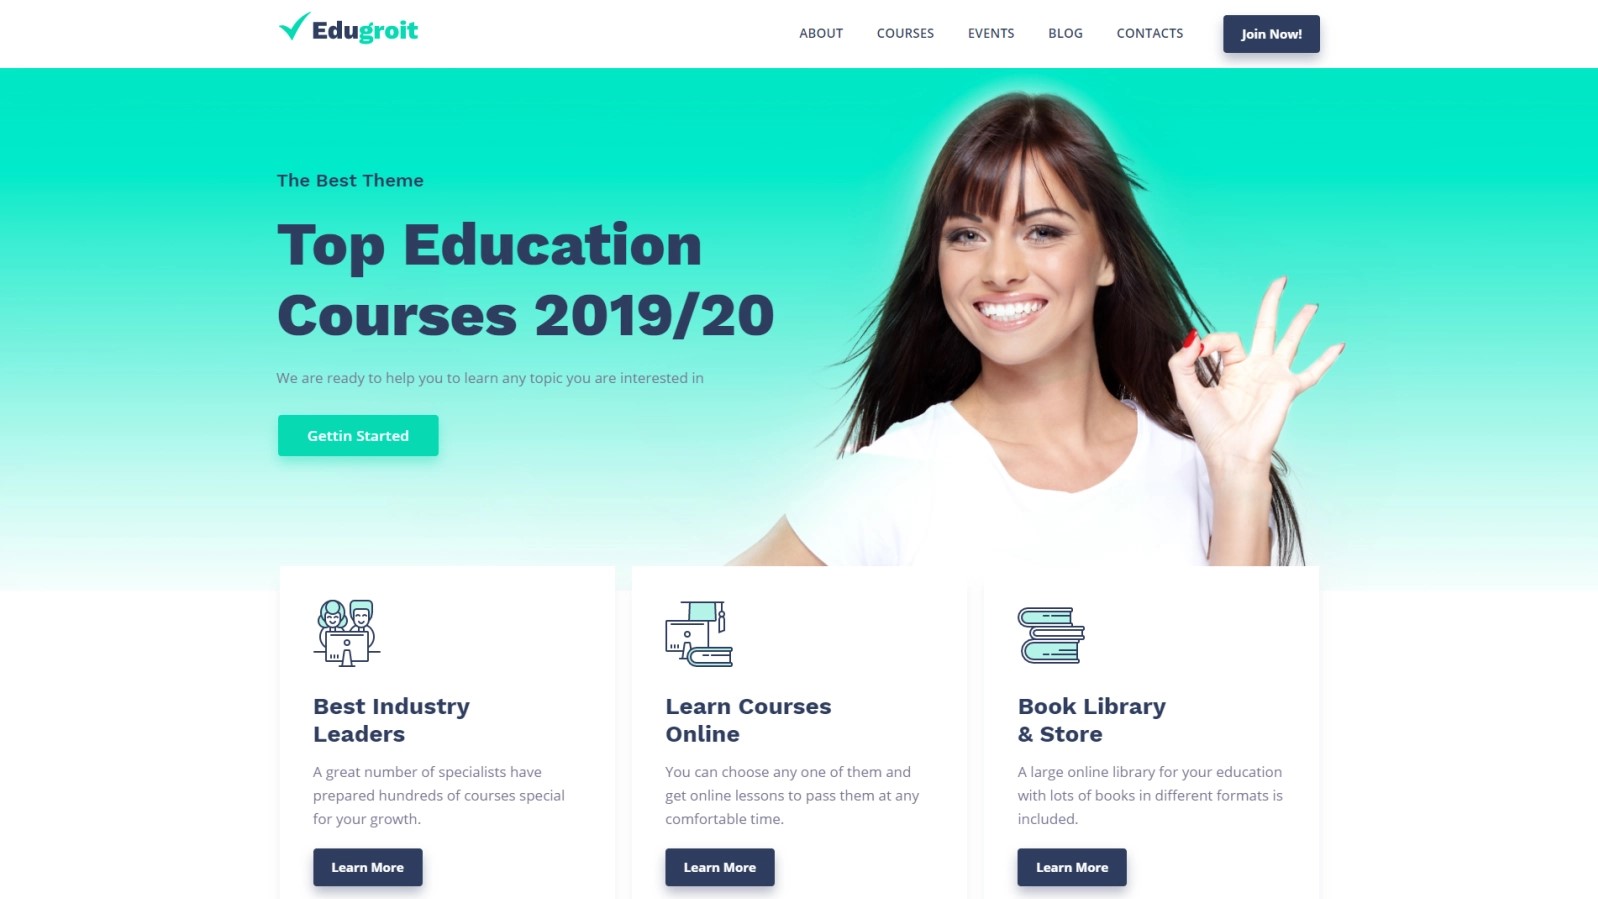 Edugroit
ABOUT
COURSES
EVENTS
BLOG
CONTACTS
Join Now!
The Best Theme
Top Education
Courses 2019/20
We are ready to help you to learn any topic you are interested in
Gettin Started
Best Industry
Leaders
A great number of specialists have
prepared hundreds of courses special
for your growth.
Learn More
Learn Courses
Online
You can choose any one of them and
get online lessons to pass them at any
comfortable time.
Learn More
Book Library
& Store
A large online library for your education
with lots of books in different formats is
included.
Learn More